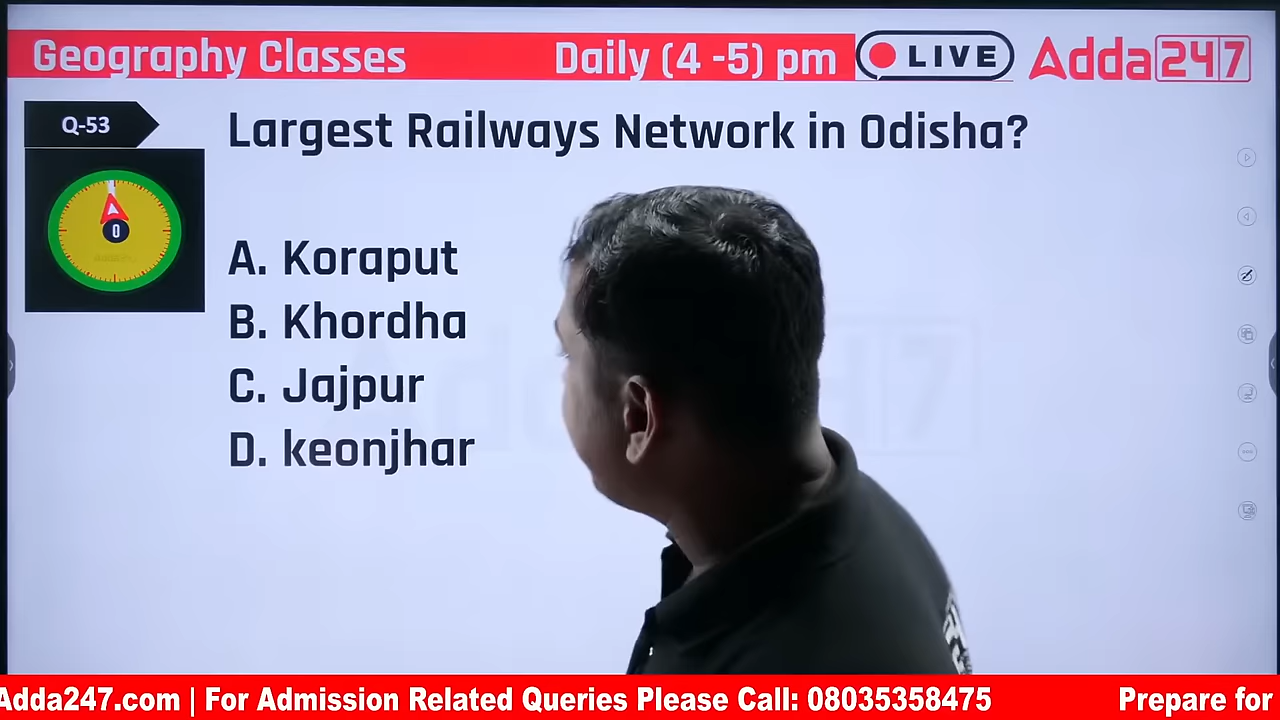 Geography Classes Daily (4 -5) pm LIVE Adda247
Q-53
Largest Railways Network in Odisha?
0
A. Koraput
B. Khordha
C. Jajpur
D. keonjhar
Adda247.com | For Admission Related Queries Please Call: 08035358475 Prepare for